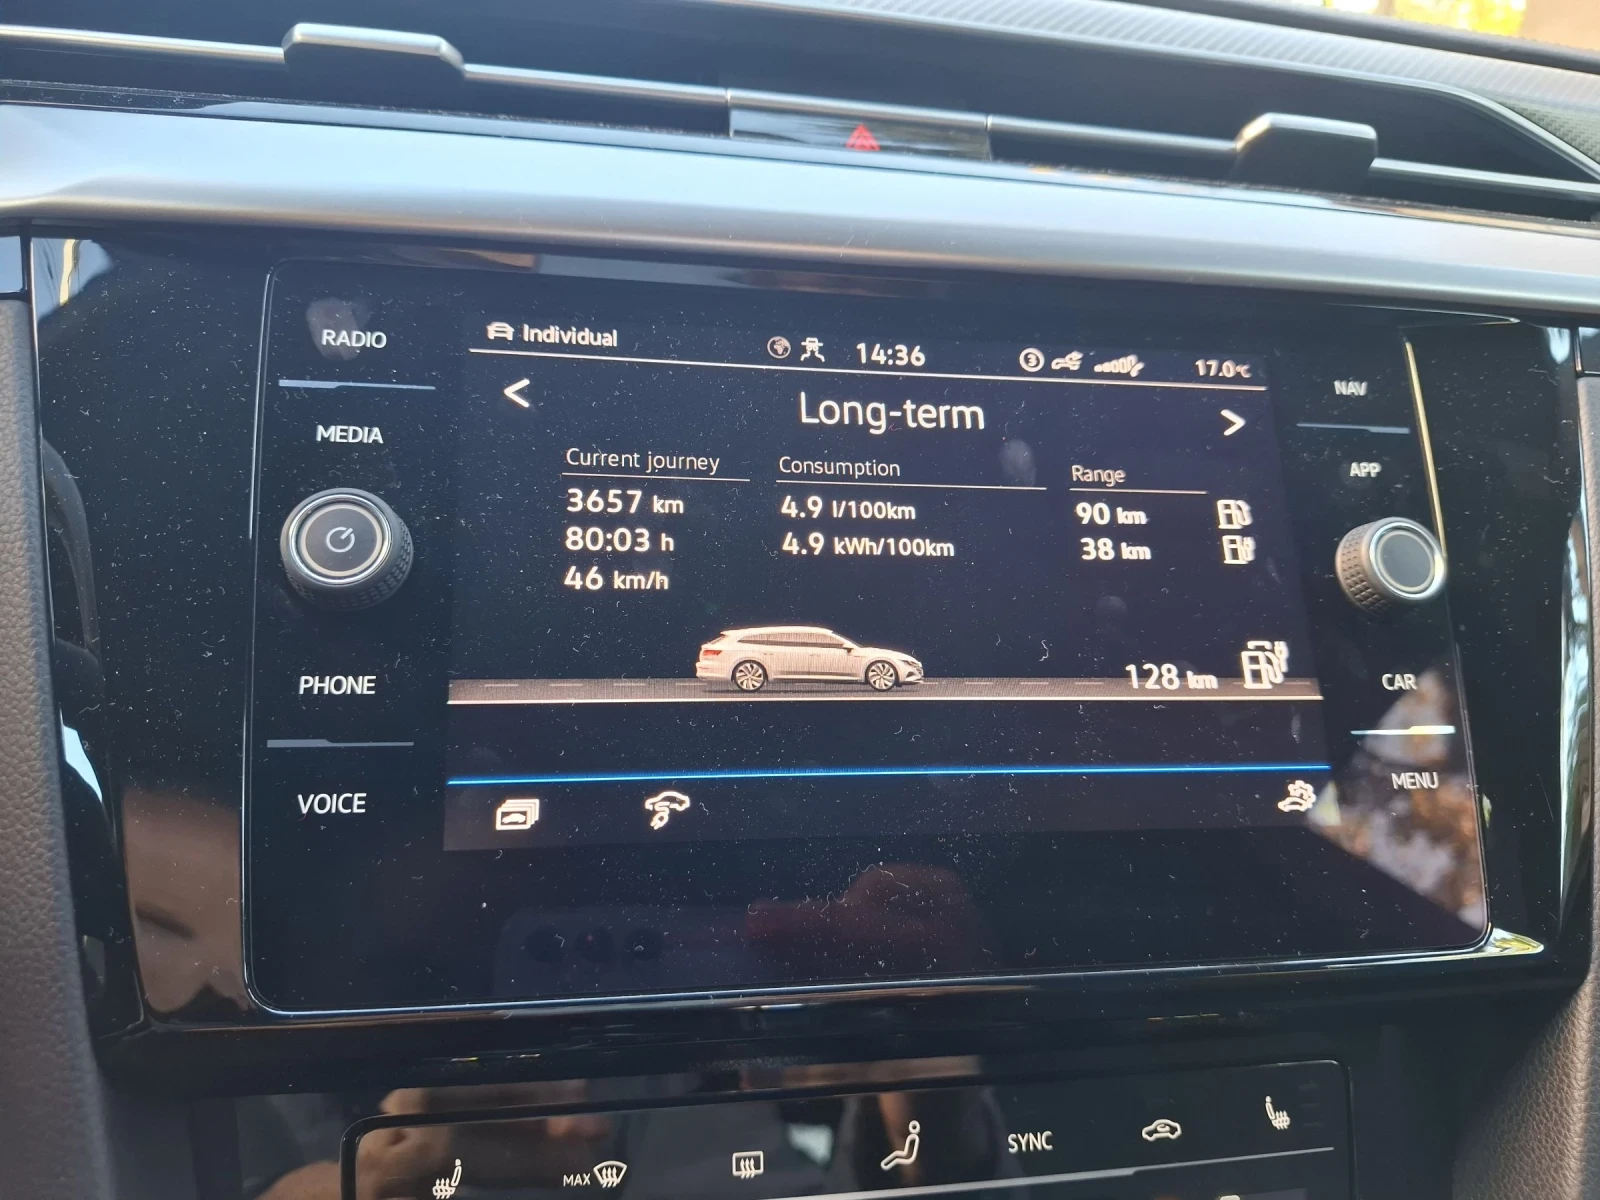 RADIO
MEDIA
PHONE
VOICE
Individual
14:36
3
17.0°C
<
Long-term
>
Current journey
3657 km
80:03 h
46 km/h
Consumption
4.9 l/100km
4.9 kWh/100km
Range
90 km
38 km
128 km
NAV
APP
CAR
MENU
MAX
SYNC